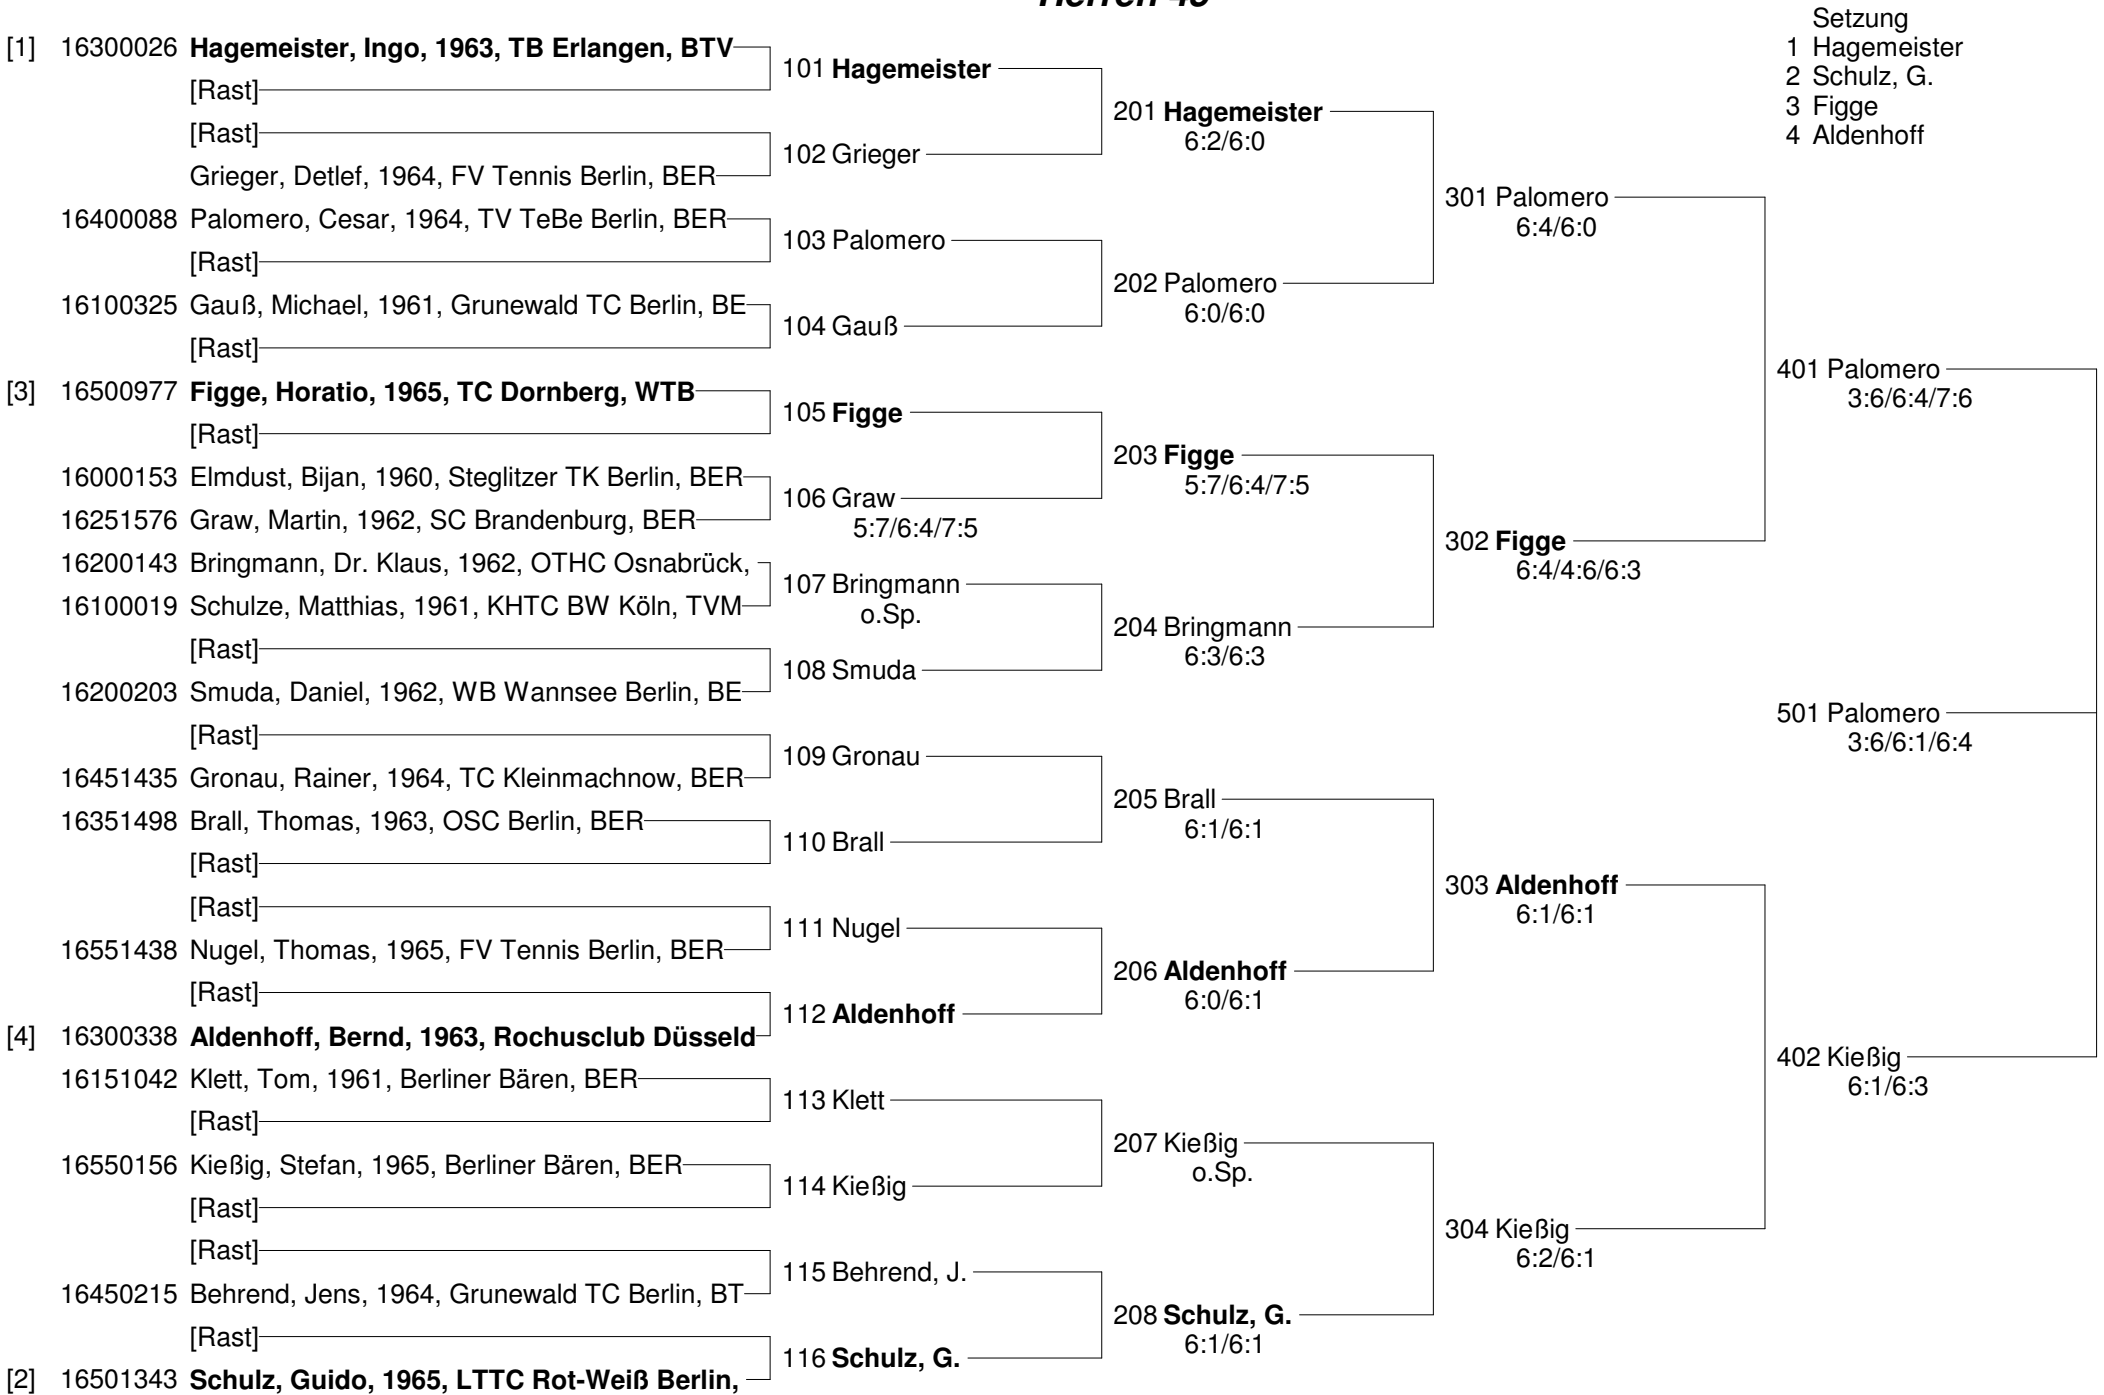 Herren 45
Setzung
1 Hagemeister
2 Schulz, G.
3 Figge
4 Aldenhoff
[1] 16300026 Hagemeister, Ingo, 1963, TB Erlangen, BTV
[Rast]
[Rast]
Grieger, Detlef, 1964, FV Tennis Berlin, BER
16400088 Palomero, Cesar, 1964, TV TeBe Berlin, BER
[Rast]
16100325 Gauß, Michael, 1961, Grunewald TC Berlin, BE
[Rast]
[3] 16500977 Figge, Horatio, 1965, TC Dornberg, WTB
[Rast]
16000153 Elmdust, Bijan, 1960, Steglitzer TK Berlin, BER
16251576 Graw, Martin, 1962, SC Brandenburg, BER
16200143 Bringmann, Dr. Klaus, 1962, OTHC Osnabrück,
16100019 Schulze, Matthias, 1961, KHTC BW Köln, TVM
[Rast]
16200203 Smuda, Daniel, 1962, WB Wannsee Berlin, BE
[Rast]
16451435 Gronau, Rainer, 1964, TC Kleinmachnow, BER
16351498 Brall, Thomas, 1963, OSC Berlin, BER
[Rast]
[Rast]
16551438 Nugel, Thomas, 1965, FV Tennis Berlin, BER
[Rast]
[4] 16300338 Aldenhoff, Bernd, 1963, Rochusclub Düsseld
16151042 Klett, Tom, 1961, Berliner Bären, BER
[Rast]
16550156 Kießig, Stefan, 1965, Berliner Bären, BER
[Rast]
[Rast]
16450215 Behrend, Jens, 1964, Grunewald TC Berlin, BT
[Rast]
[2] 16501343 Schulz, Guido, 1965, LTTC Rot-Weiß Berlin,
101 Hagemeister
102 Grieger
103 Palomero
104 Gauß
105 Figge
106 Graw
5:7/6:4/7:5
107 Bringmann
o.Sp.
108 Smuda
109 Gronau
110 Brall
111 Nugel
112 Aldenhoff
113 Klett
114 Kießig
115 Behrend, J.
116 Schulz, G.
201 Hagemeister
6:2/6:0
202 Palomero
6:0/6:0
203 Figge
5:7/6:4/7:5
204 Bringmann
6:3/6:3
205 Brall
6:1/6:1
206 Aldenhoff
6:0/6:1
207 Kießig
o.Sp.
208 Schulz, G.
6:1/6:1
301 Palomero
6:4/6:0
302 Figge
6:4/4:6/6:3
303 Aldenhoff
6:1/6:1
304 Kießig
6:2/6:1
401 Palomero
3:6/6:4/7:6
402 Kießig
6:1/6:3
501 Palomero
3:6/6:1/6:4